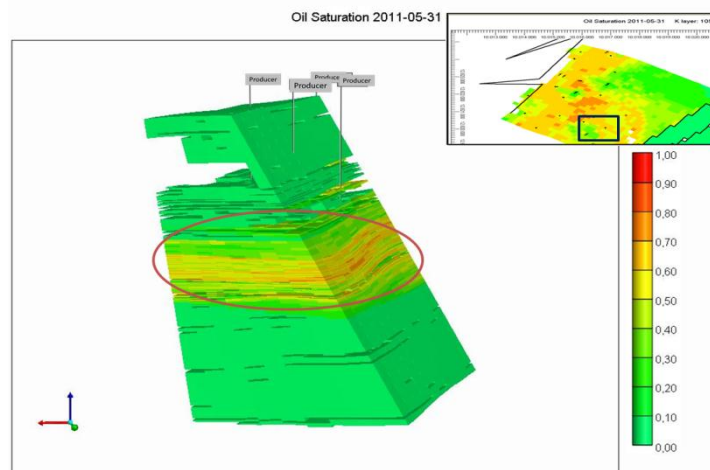 Oil Saturation 2011-05-31
Oil Saturation 2011-05-31 K layer: 105
Producer
Producer
Producer
Producer
1,00
0,90
0,80
0,70
0,60
0,50
0,40
0,30
0,20
0,10
0,00